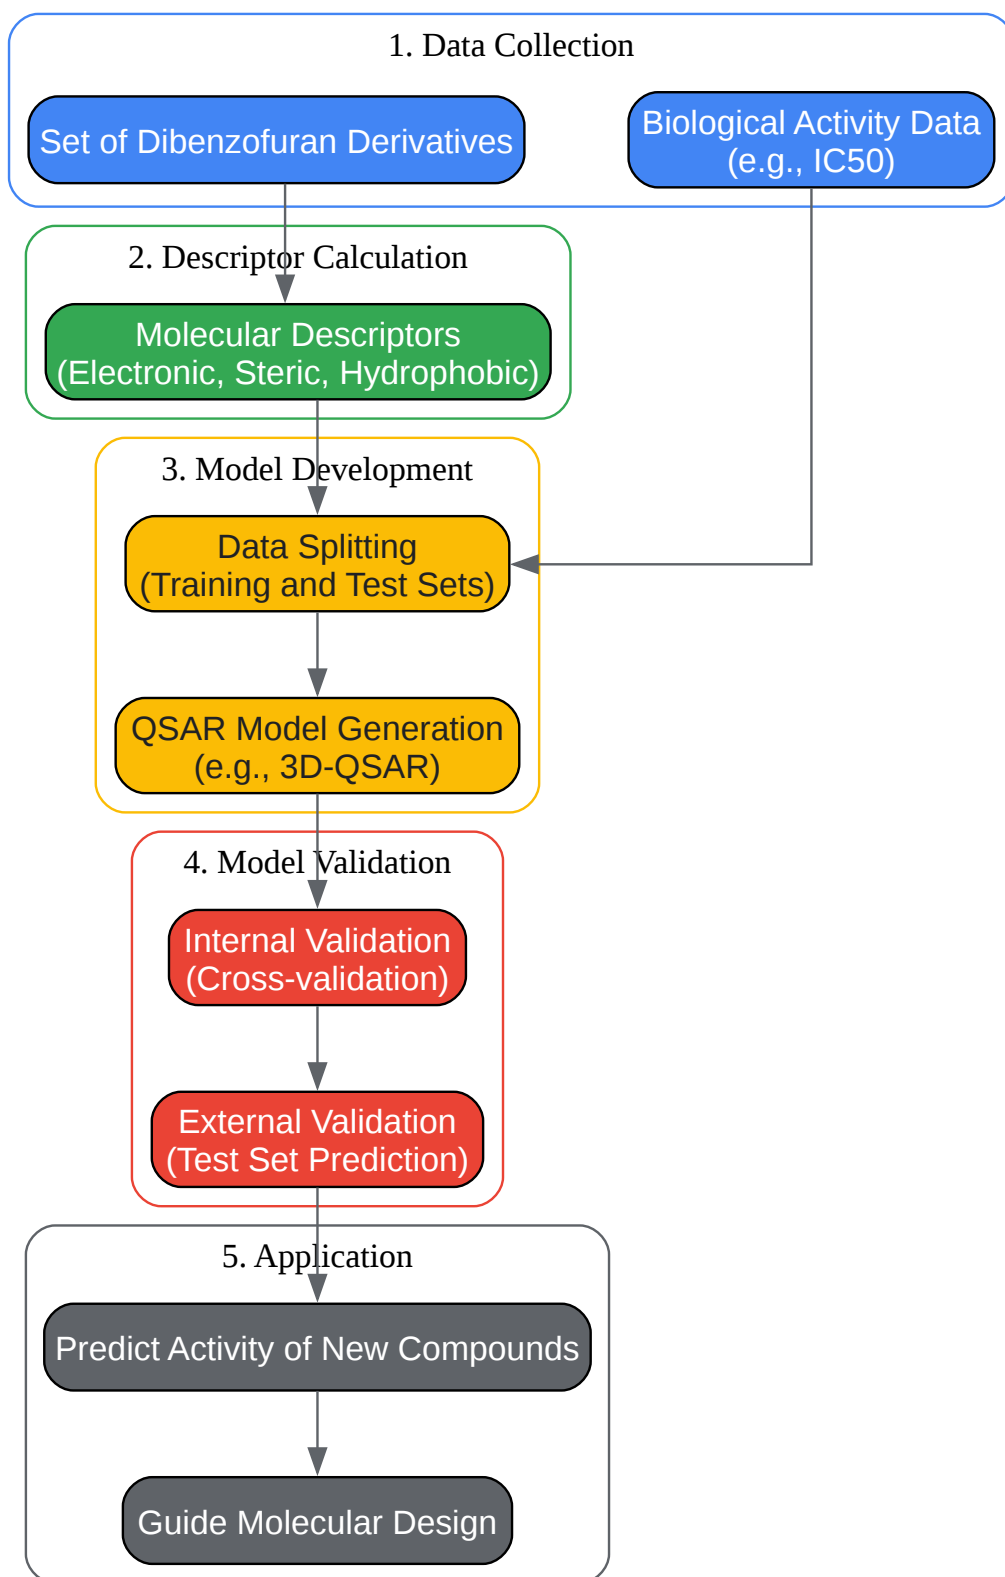 1. Data Collection
Set of Dibenzofuran Derivatives
Biological Activity Data
(e.g., IC50)
2. Descriptor Calculation
Molecular Descriptors
(Electronic, Steric, Hydrophobic)
3. Model Development
Data Splitting
(Training and Test Sets)
QSAR Model Generation
(e.g., 3D-QSAR)
4. Model Validation
Internal Validation
(Cross-validation)
External Validation
(Test Set Prediction)
5. Application
Predict Activity of New Compounds
Guide Molecular Design